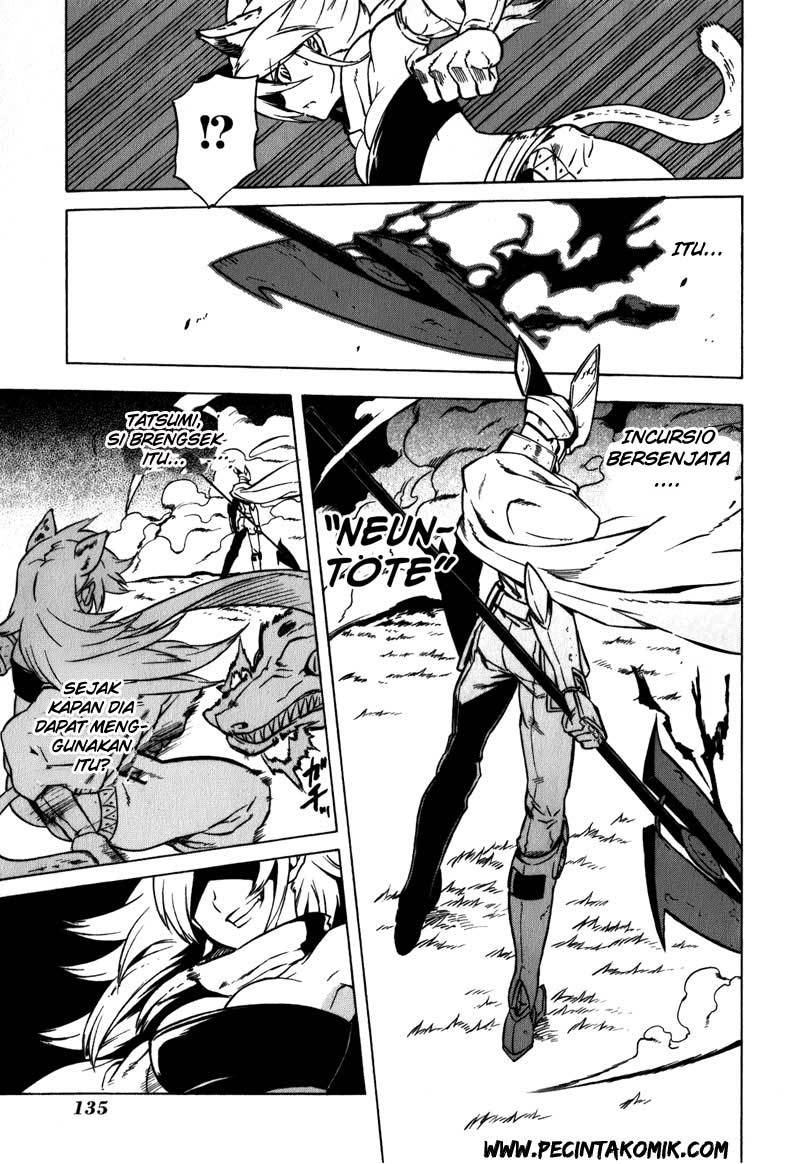 !?
ITU...
INCURSIO
BERSENJATA
....
"NEUN-
TOTE"
TATSUMI,
SI BRENGSEK
ITU...
...
SEJAK
KAPAN DIA
DAPAT MENG-
GUNAKAN
ITU?
135
WWW.PECINTAKOMIK.COM